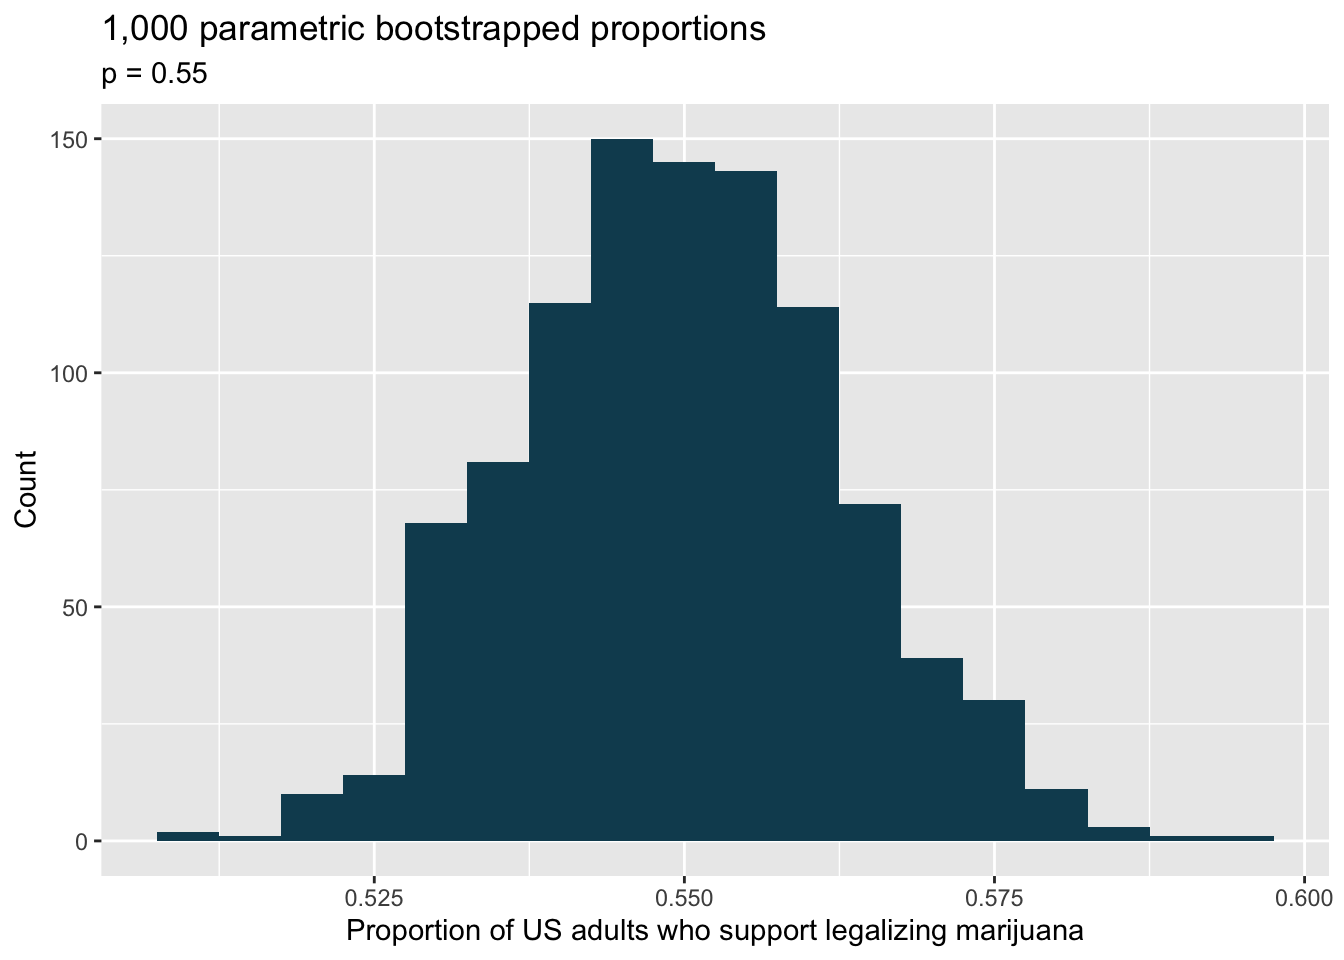 1,000 parametric bootstrapped proportions
p = 0.55
150
100
50
0
Count
0.525 0.550 0.575 0.600
Proportion of US adults who support legalizing marijuana